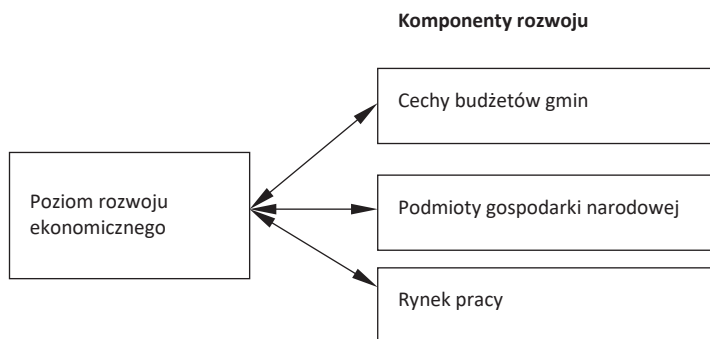 Komponenty rozwoju
Cechy budżetów gmin
Poziom rozwoju
ekonomicznego
Podmioty gospodarki narodowej
Rynek pracy